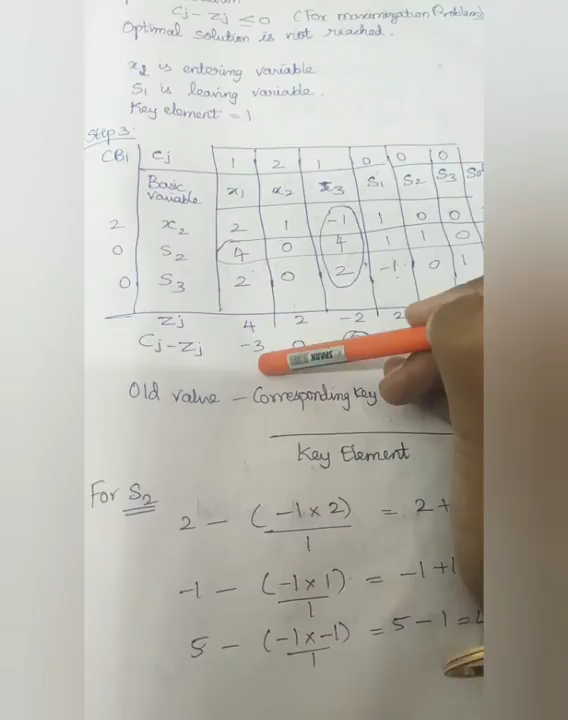 Cj - Zj ≤ 0 (For maximization Problem)
Optimal solution is not reached.
x2 is entering variable
S1 is leaving variable.
Key element = 1
Step 3:
CBi Cj 1 2 1 0 0 0
Basic Variable x1 x2 x3 S1 S2 S3
2 x2 2 1 -1 1 0 0
0 S2 4 0 4 1 1 0
0 S3 2 0 2 -1 0 1
Zj 4 2 -2 2
Cj - Zj -3 0
Old value - Corresponding Key
Key Element
For S2
2 - (-1 x 2)/1 = 2+
-1 - (-1 x 1)/1 = -1+1
5 - (-1 x -1)/1 = 5-1=4